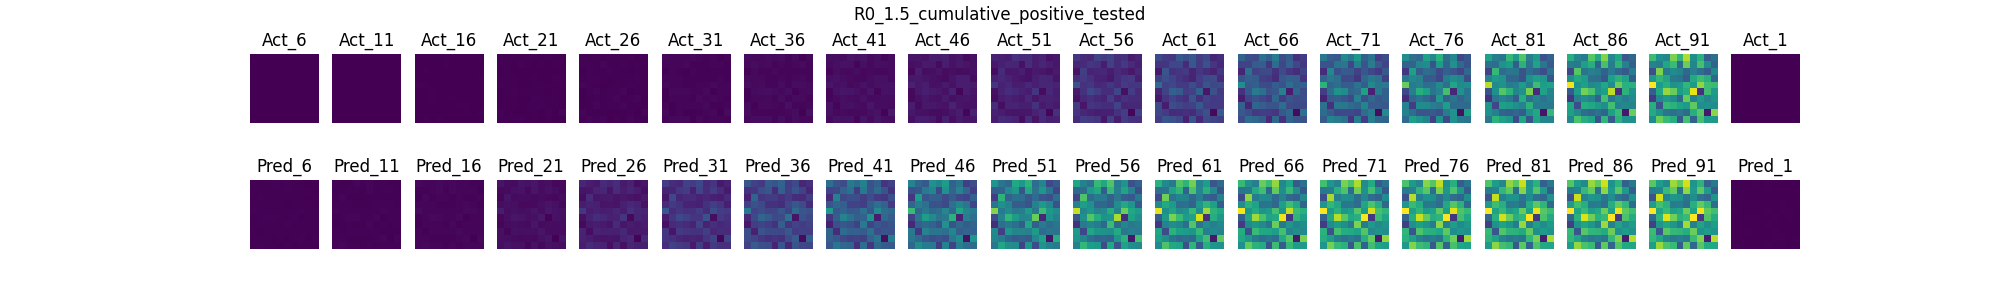 R0_1.5_cumulative_positive_tested
Act_6 Act_11 Act_16 Act_21 Act_26 Act_31 Act_36 Act_41 Act_46 Act_51 Act_56 Act_61 Act_66 Act_71 Act_76 Act_81 Act_86 Act_91 Act_1
Pred_6 Pred_11 Pred_16 Pred_21 Pred_26 Pred_31 Pred_36 Pred_41 Pred_46 Pred_51 Pred_56 Pred_61 Pred_66 Pred_71 Pred_76 Pred_81 Pred_86 Pred_91 Pred_1